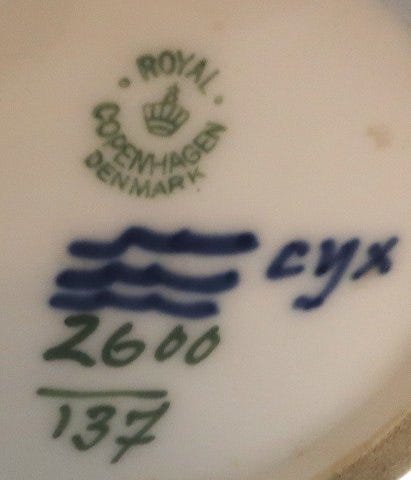 ROYAL
COPENHAGEN
DENMARK
cyx
2600
137